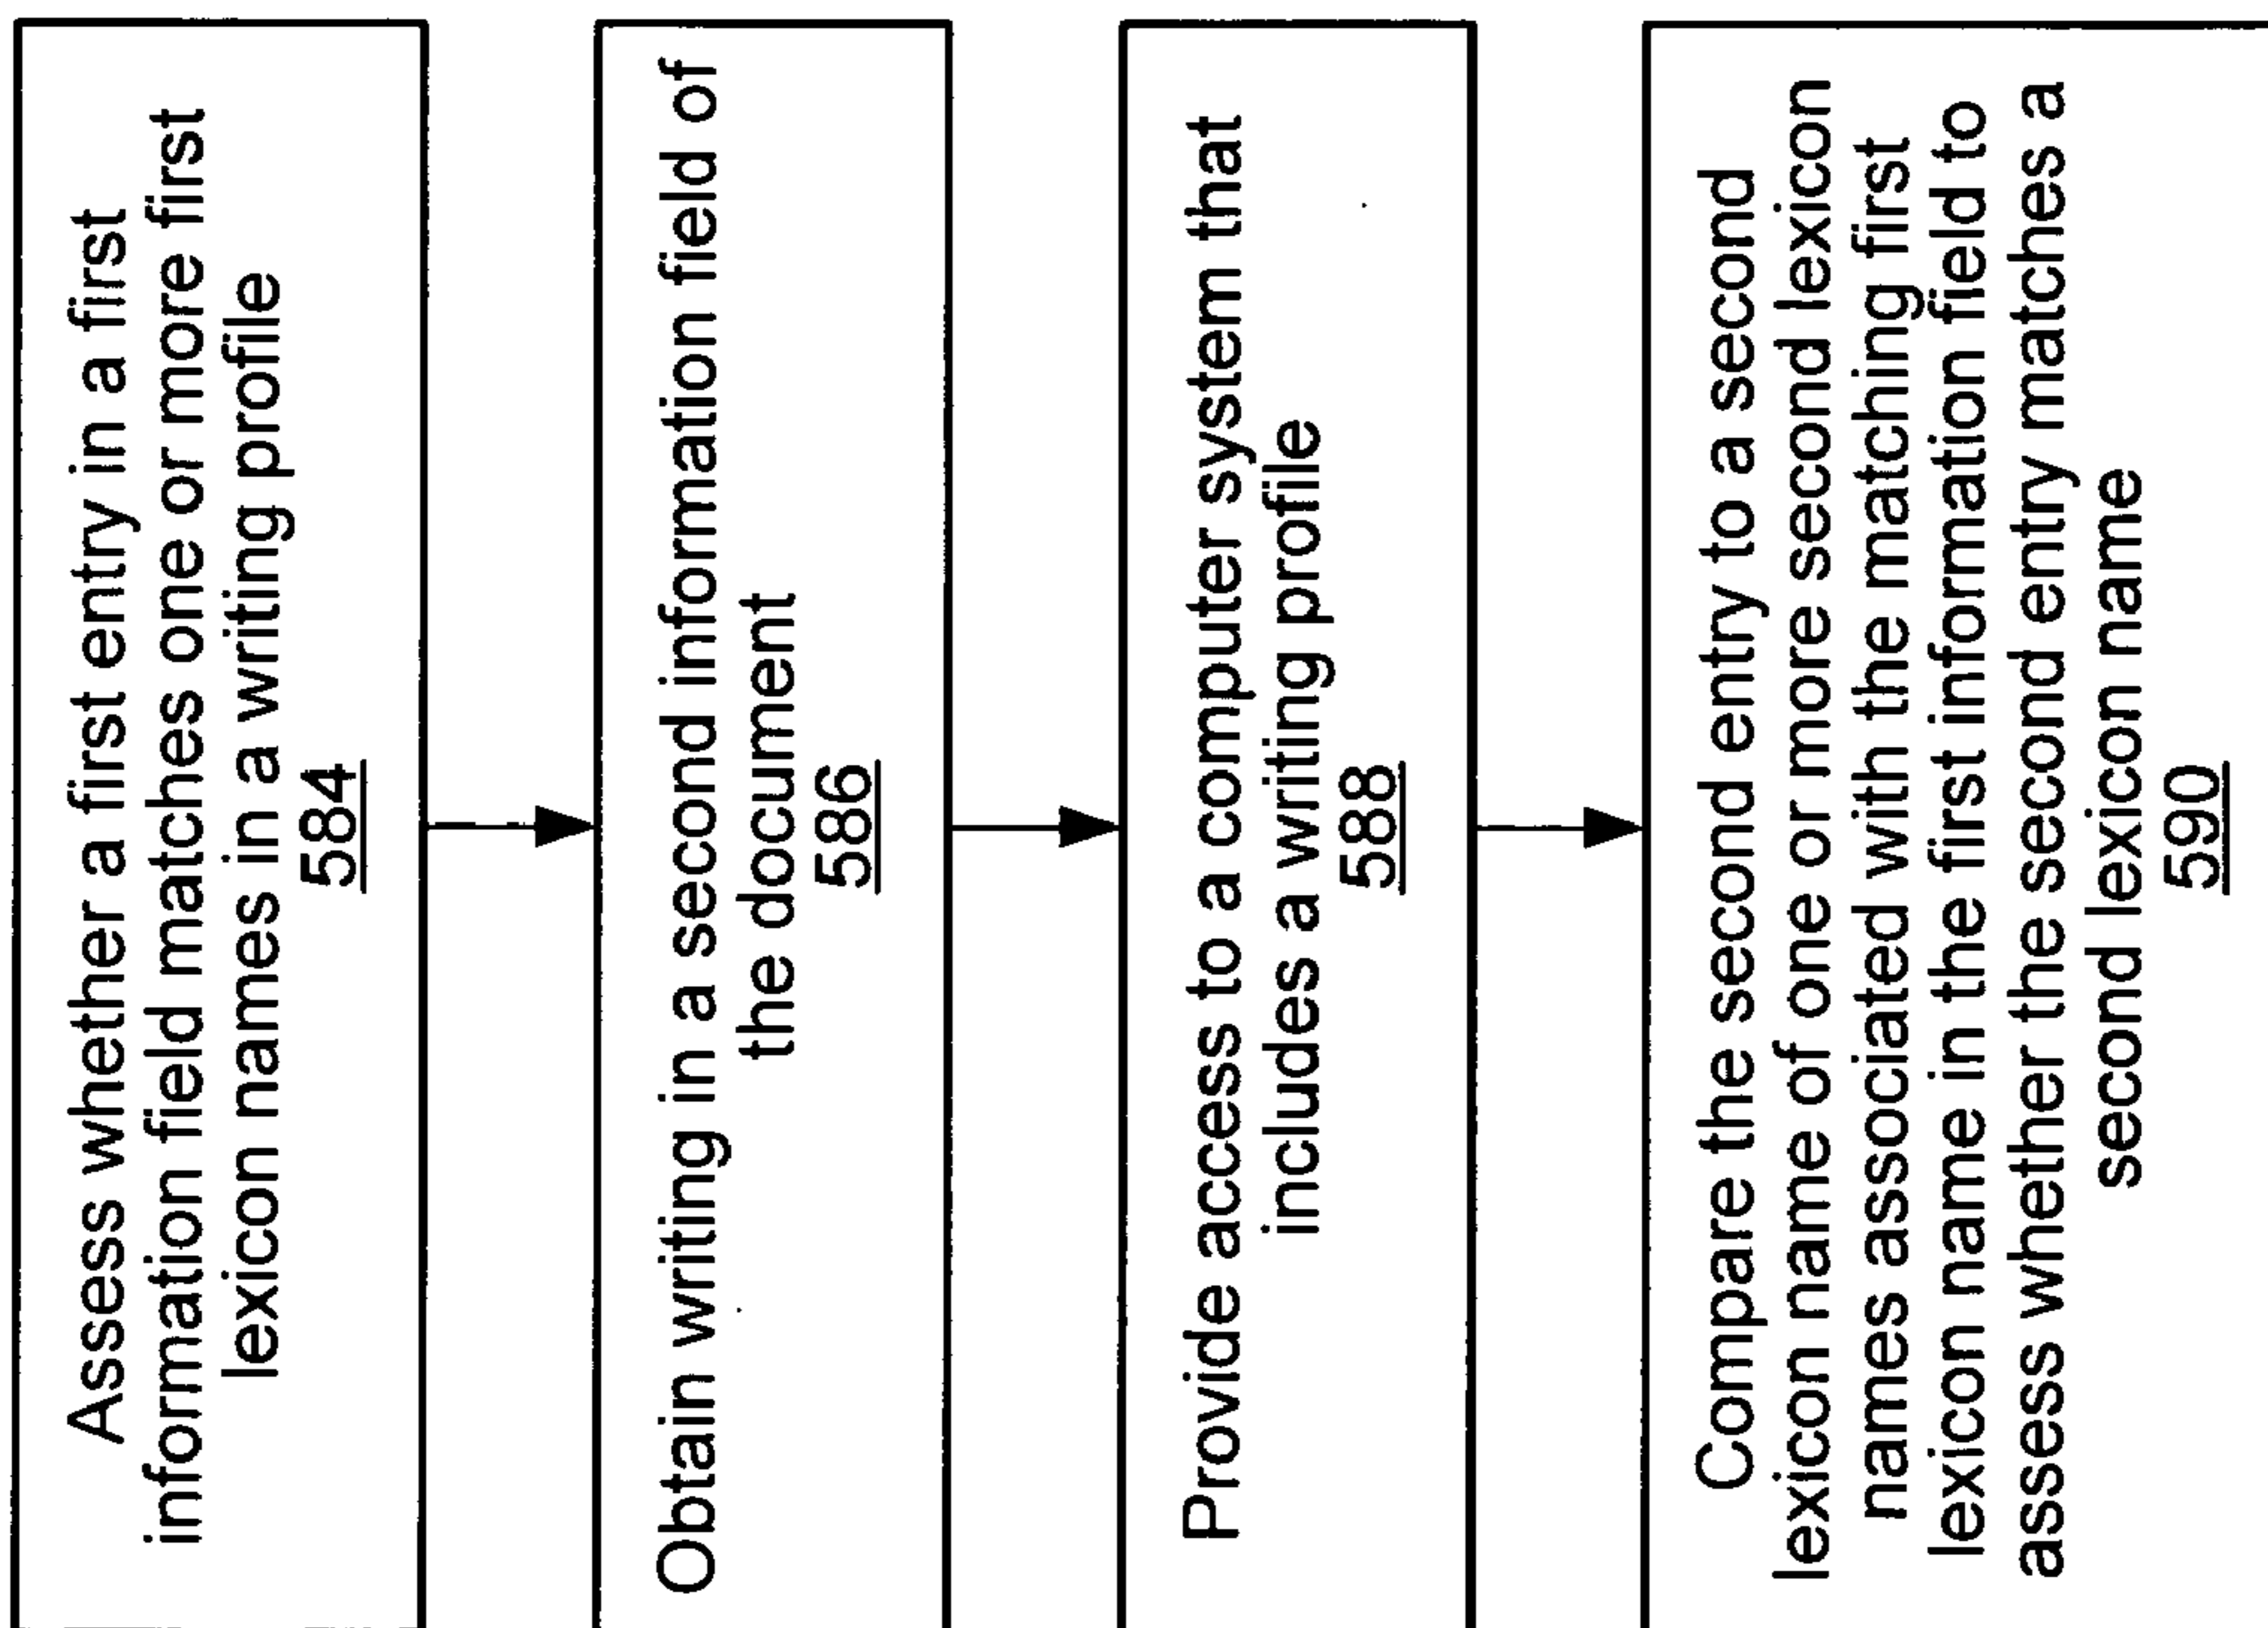 Assess whether a first entry in a first
information field matches one or more first
lexicon names in a writing profile
584
Obtain writing in a second information field of
the document
586
Provide access to a computer system that
includes a writing profile
588
Compare the second entry to a second
lexicon name of one or more second lexicon
names associated with the matching first
lexicon name in the first information field to
assess whether the second entry matches a
second lexicon name
590